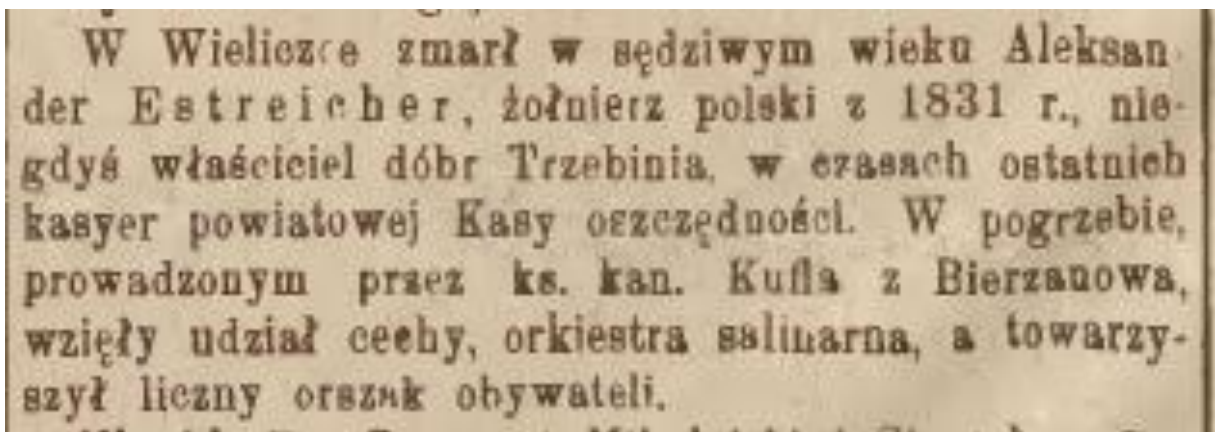 W Wieliczce zmarł w sędziwym wieku Aleksan-
der Estreicher, żołnierz polski z 1831 r., nie-
gdyś właściciel dóbr Trzebinia, w czasach ostatnich
kasyer powiatowej Kasy oszczędności. W pogrzebie,
prowadzonym przez ks. kan. Kufla z Bierzanowa,
wzięły udział cechy, orkiestra salinarna, a towarzy-
szył liczny orszak obywateli.